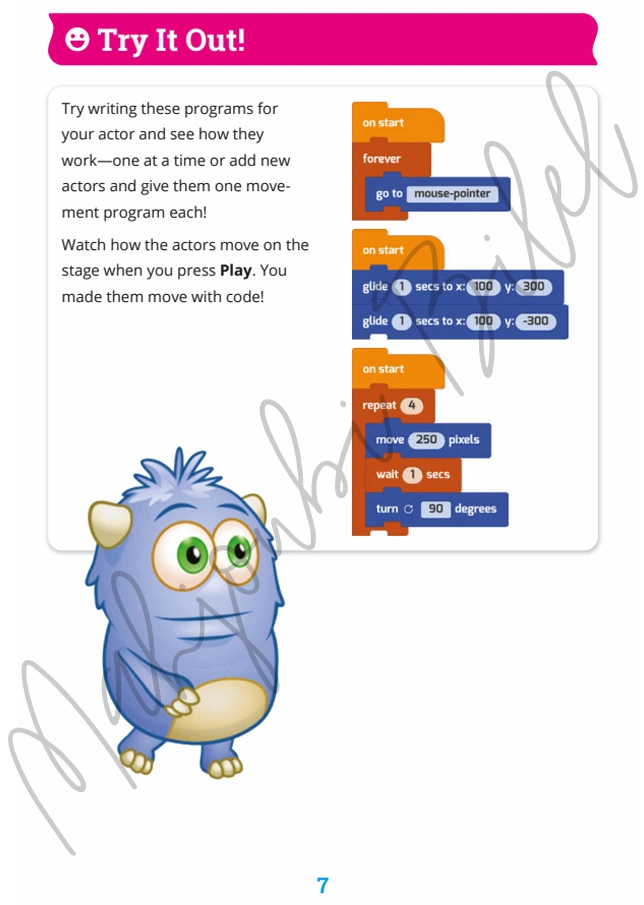 Try It Out!
Try writing these programs for
your actor and see how they
work—one at a time or add new
actors and give them one move-
ment program each!
Watch how the actors move on the
stage when you press Play. You
made them move with code!
on start
forever
go to mouse-pointer
on start
glide 1 secs to x: 100 y: 300
glide 1 secs to x: 100 y: -300
on start
repeat 4
move 250 pixels
wait 1 secs
turn 90 degrees
7